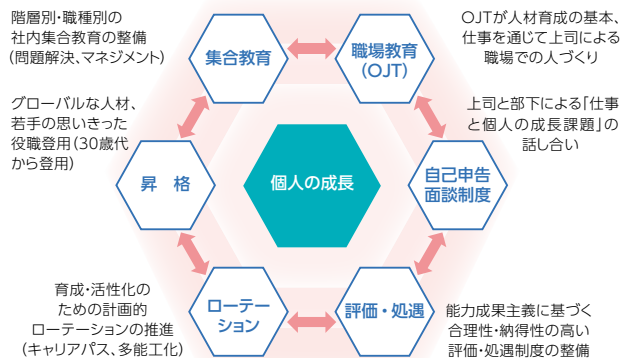 階層別・職種別の
社内集合教育の整備
(問題解決、マネジメント)
集合教育
職場教育
(OJT)
OJTが人材育成の基本、
仕事を通じて上司による
職場での人づくり
グローバルな人材、
若手の思いきった
役職登用(30歳代
から登用)
昇　格
個人の成長
自己申告
面談制度
上司と部下による「仕事
と個人の成長課題」の
話し合い
育成・活性化の
ための計画的
ローテーションの推進
(キャリアパス、多能工化)
ローテー
ション
評価・処遇
能力成果主義に基づく
合理性・納得性の高い
評価・処遇制度の整備